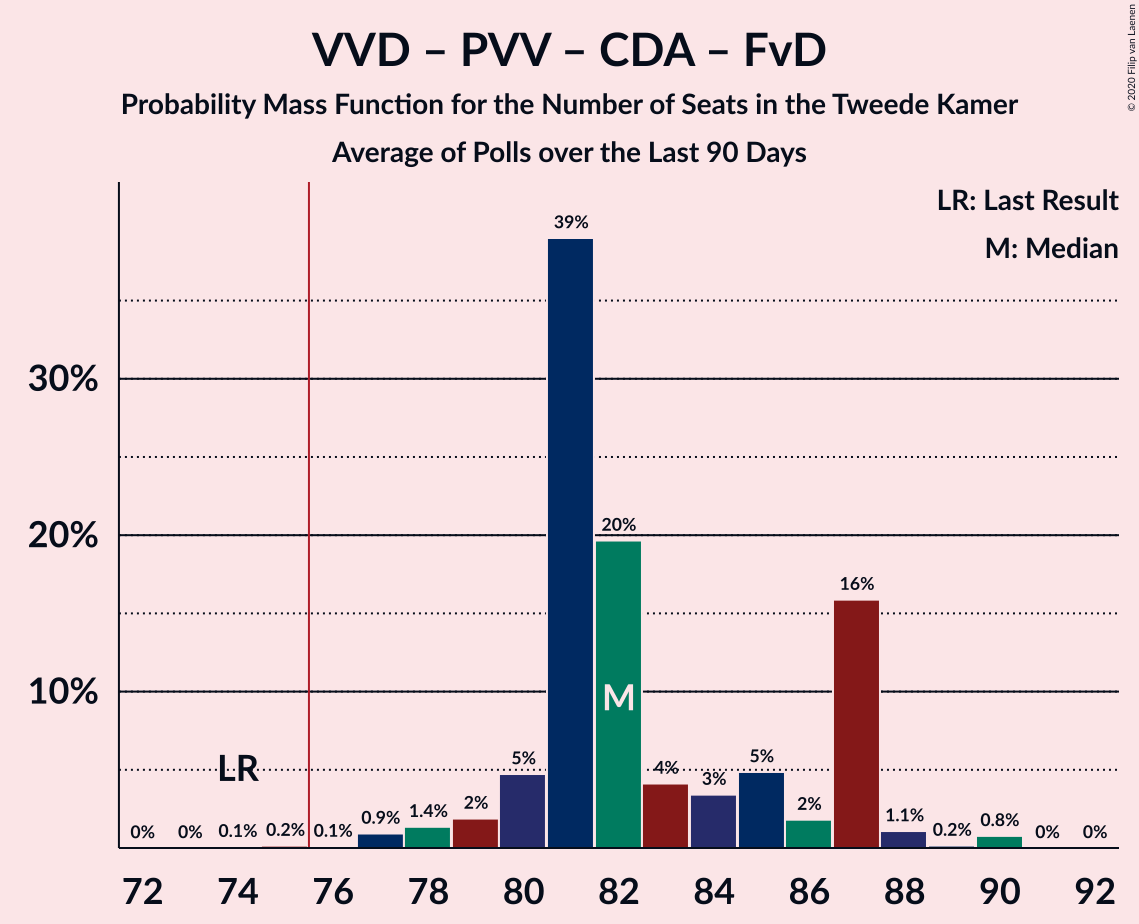 VVD – PVV – CDA – FvD
Probability Mass Function for the Number of Seats in the Tweede Kamer
Average of Polls over the Last 90 Days
© 2020 Filip van Laenen
LR: Last Result
M: Median
39%
30%
20%
20%
16%
10%
M
LR
5%
5%
4%
3%
0%
0%
0.1%
0.2%
0.1%
0.9%
1.4%
2%
2%
1.1%
0.2%
0.8%
0%
0%
72 74 76 78 80 82 84 86 88 90 92